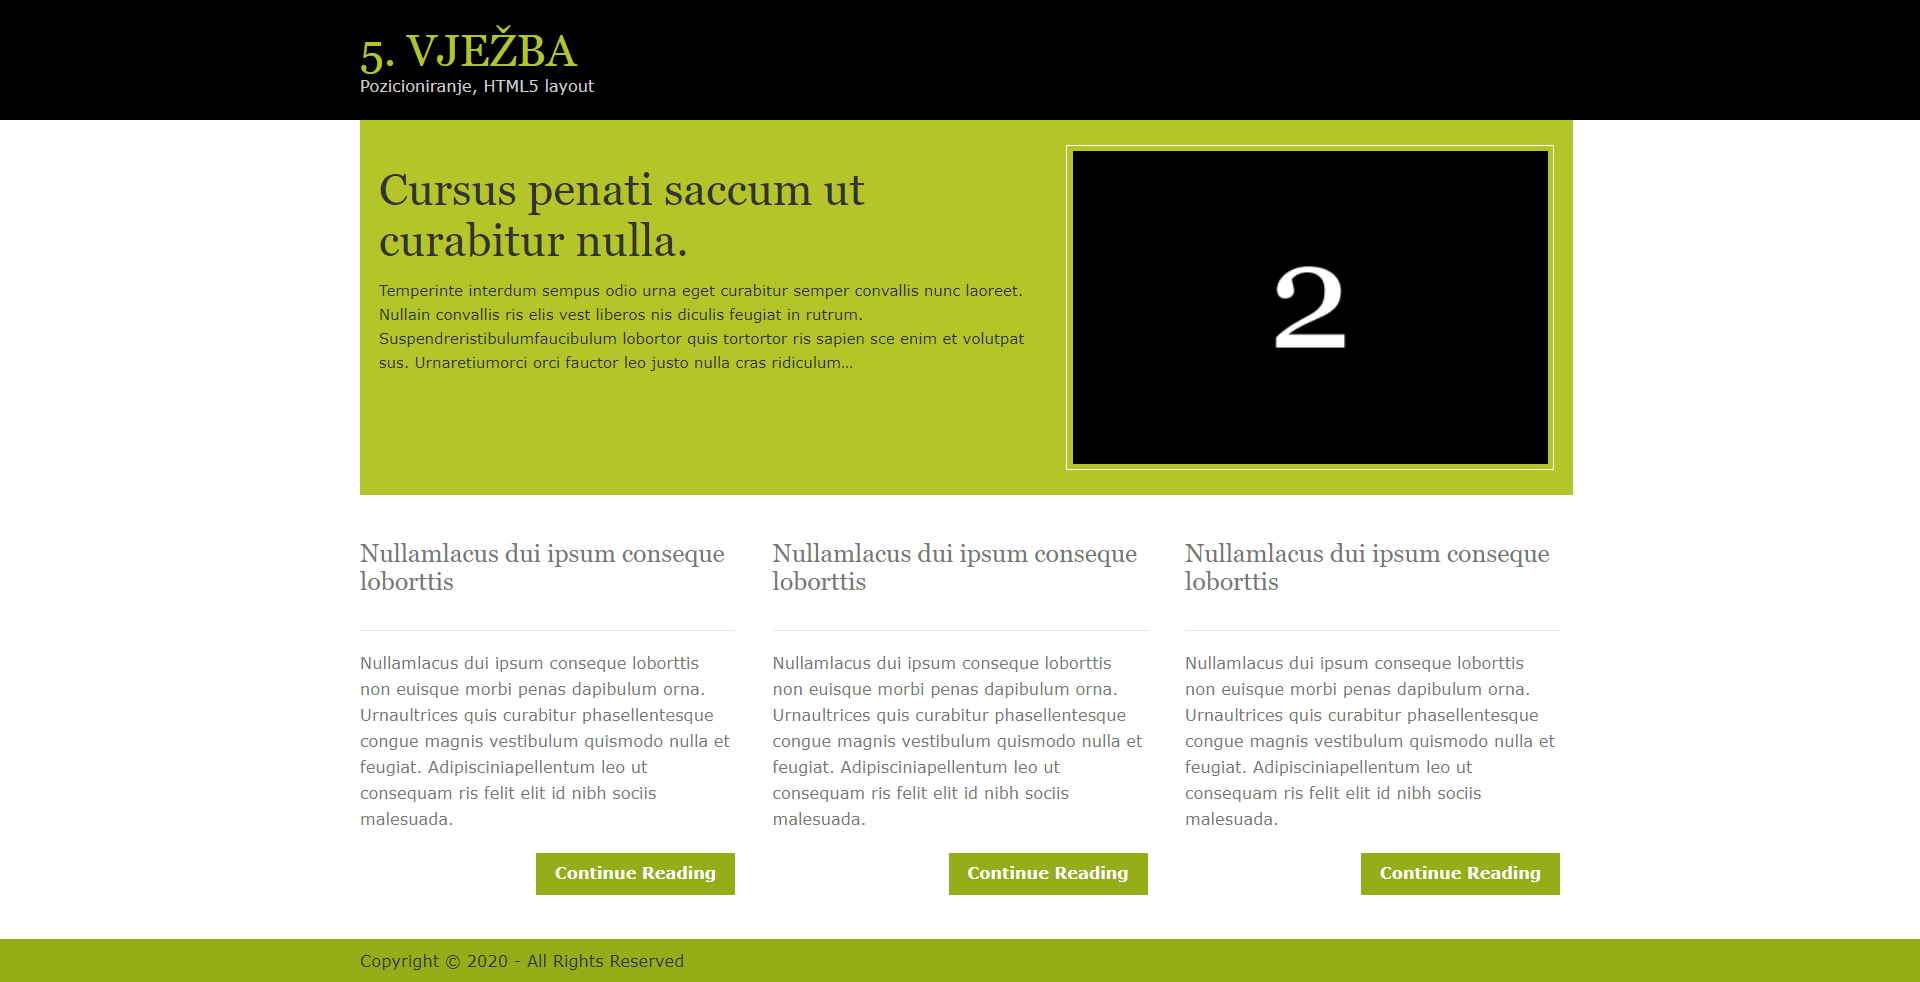 5. VJEŽBA
Pozicioniranje, HTML5 layout
Cursus penati saccum ut
curabitur nulla.
Temperinte interdum sempus odio urna eget curabitur semper convallis nunc laoreet.
Nullain convallis ris elis vest liberos nis diculis feugiat in rutrum.
Suspendreristibulumfaucibulum lobortor quis tortortor ris sapien sce enim et volutpat
sus. Urnaretiumorci orci fauctor leo justo nulla cras ridiculum...
2
Nullamlacus dui ipsum conseque
loborttis
Nullamlacus dui ipsum conseque loborttis
non euisque morbi penas dapibulum orna.
Urnaultrices quis curabitur phasellentesque
congue magnis vestibulum quismodo nulla et
feugiat. Adipisciniapellentum leo ut
consequam ris felit elit id nibh sociis
malesuada.
Continue Reading
Nullamlacus dui ipsum conseque
loborttis
Nullamlacus dui ipsum conseque loborttis
non euisque morbi penas dapibulum orna.
Urnaultrices quis curabitur phasellentesque
congue magnis vestibulum quismodo nulla et
feugiat. Adipisciniapellentum leo ut
consequam ris felit elit id nibh sociis
malesuada.
Continue Reading
Nullamlacus dui ipsum conseque
loborttis
Nullamlacus dui ipsum conseque loborttis
non euisque morbi penas dapibulum orna.
Urnaultrices quis curabitur phasellentesque
congue magnis vestibulum quismodo nulla et
feugiat. Adipisciniapellentum leo ut
consequam ris felit elit id nibh sociis
malesuada.
Continue Reading
Copyright © 2020 - All Rights Reserved